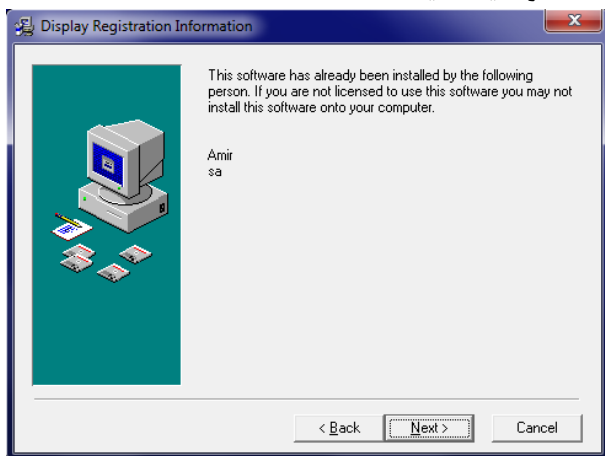 Display Registration Information
This software has already been installed by the following
person. If you are not licensed to use this software you may not
install this software onto your computer.
Amir
sa
< Back
Next >
Cancel